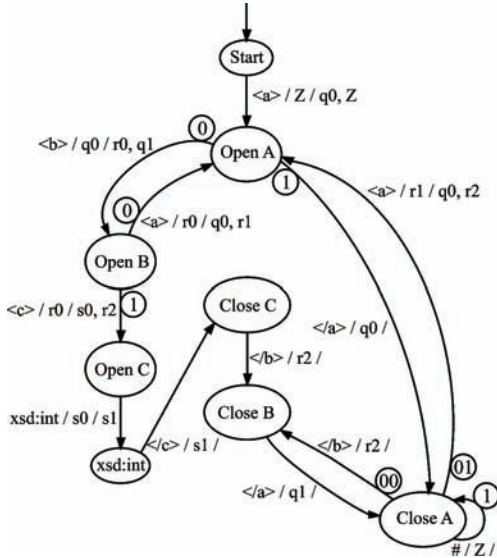 Start
<a> / Z / q0, Z
0
<b> / q0 / r0, q1
Open A
1
0
<a> / r1 / q0, r2
<a> / r0 / q0, r1
Open B
1
<c> / r0 / s0, r2
Close C
</a> / q0 /
Open C
</b> / r2 /
xsd:int / s0 / s1
Close B
</c> / s1 /
</b> / r2 /
xsd:int
00
01
</a> / q1 /
1
Close A
# / Z /